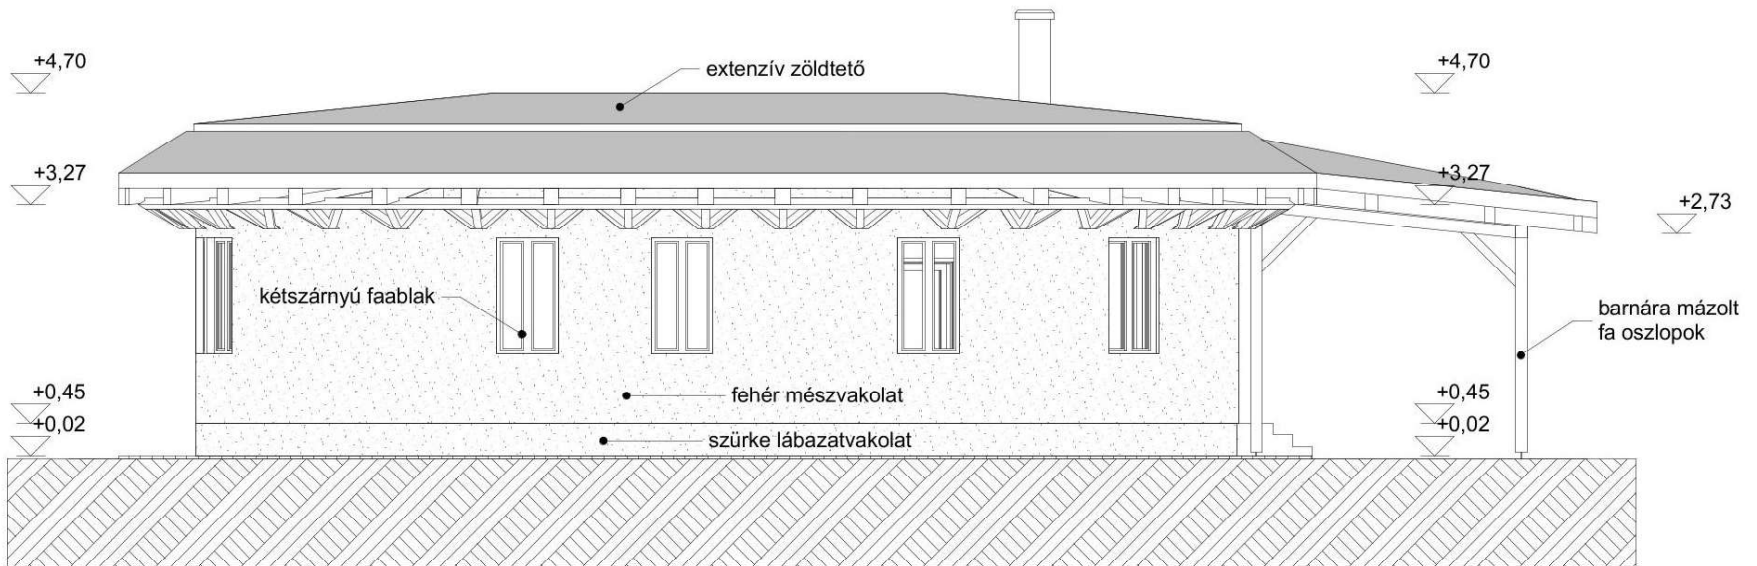 +4,70
extenzív zöldtető
+4,70
+3,27
+3,27
+2,73
kétszárnyú faablak
barnára mázolt
fa oszlopok
+0,45
fehér mészvakolat
+0,45
+0,02
szürke lábazatvakolat
+0,02